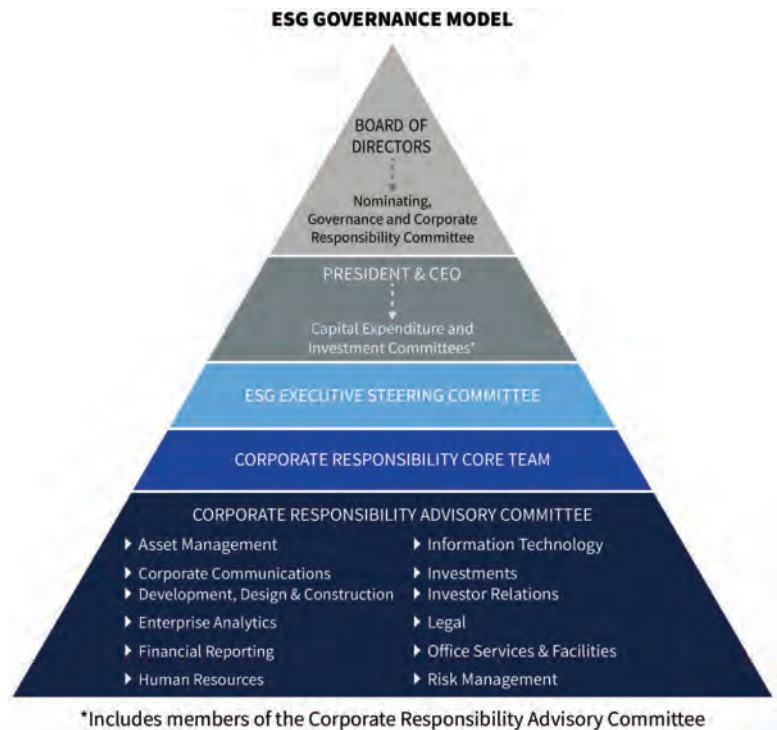 ESG GOVERNANCE MODEL
BOARD OF
DIRECTORS
Nominating,
Governance and Corporate
Responsibility Committee
PRESIDENT & CEO
Capital Expenditure and
Investment Committees*
ESG EXECUTIVE STEERING COMMITTEE
CORPORATE RESPONSIBILITY CORE TEAM
CORPORATE RESPONSIBILITY ADVISORY COMMITTEE
Asset Management
Corporate Communications
Development, Design & Construction
Enterprise Analytics
Financial Reporting
Human Resources
Information Technology
Investments
Investor Relations
Legal
Office Services & Facilities
Risk Management
*Includes members of the Corporate Responsibility Advisory Committee